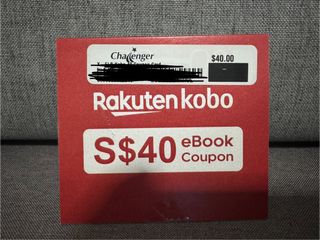 Challenger
$40.00
Rakuten kobo
S$40 eBook
Coupon